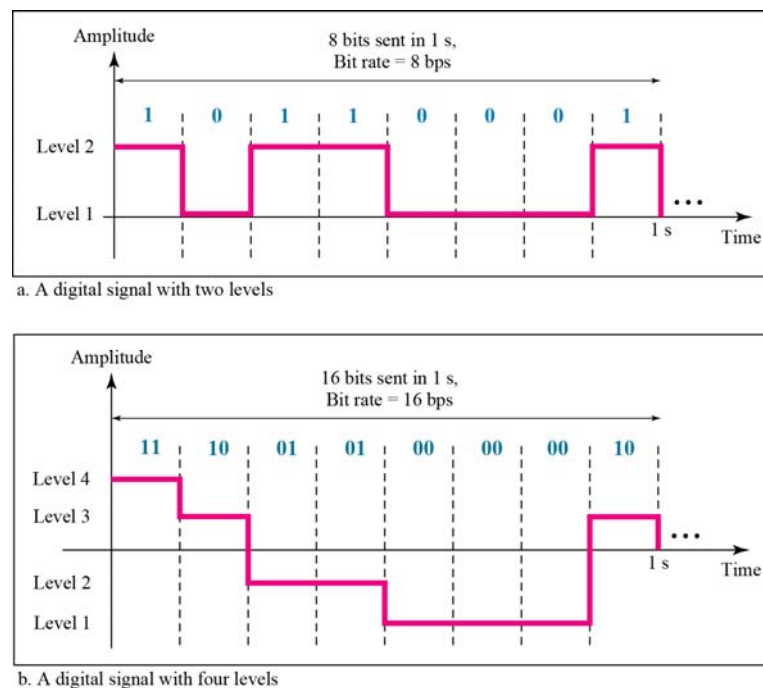 Amplitude
8 bits sent in 1 s,
Bit rate = 8 bps
1 0 1 1 0 0 0 1
Level 2
Level 1
...
1 s
Time
a. A digital signal with two levels
Amplitude
16 bits sent in 1 s,
Bit rate = 16 bps
11 10 01 01 00 00 00 10
Level 4
Level 3
...
1 s
Time
Level 2
Level 1
b. A digital signal with four levels